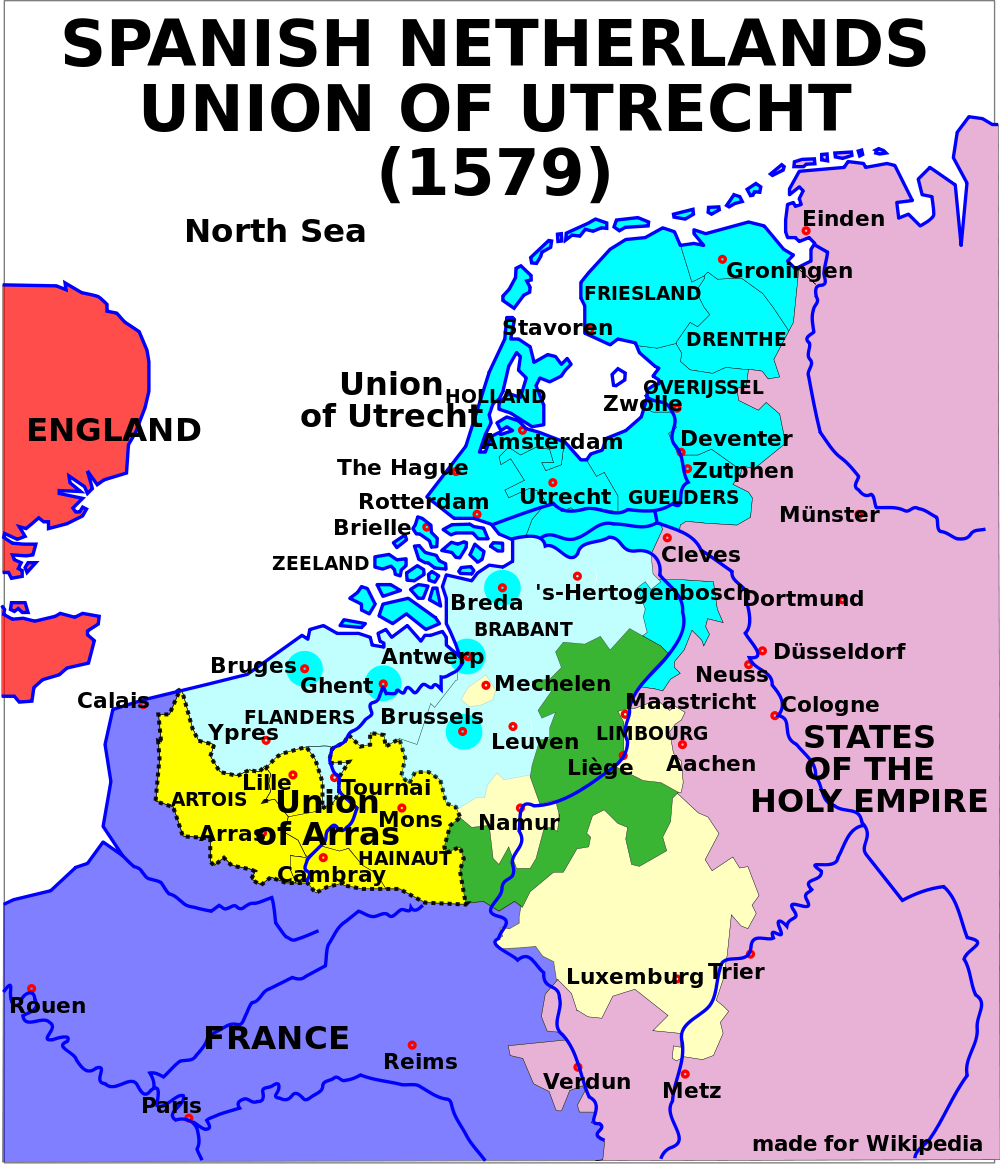 SPANISH NETHERLANDS
UNION OF UTRECHT
(1579)
North Sea
Einden
Groningen
FRIESLAND
Stavoren
DRENTHE
Union
of Utrecht
HOLLAND
OVERIJSSEL
Zwolle
ENGLAND
Amsterdam
Deventer
The Hague
Zutphen
Utrecht
GUELDERS
Rotterdam
Münster
Brielle
Cleves
ZEELAND
's-Hertogenbosch
Dortmund
Breda
BRABANT
Düsseldorf
Antwerp
Bruges
Neuss
Ghent
Mechelen
Calais
Maastricht
Cologne
FLANDERS
Brussels
Ypres
LIMBOURG
Leuven
STATES
OF THE
HOLY EMPIRE
Liège
Aachen
Lille
Tournai
ARTOIS
Union
of Arras
Mons
Namur
Arras
HAINAUT
Cambray
Luxemburg
Trier
Rouen
FRANCE
Reims
Verdun
Metz
Paris
made for Wikipedia